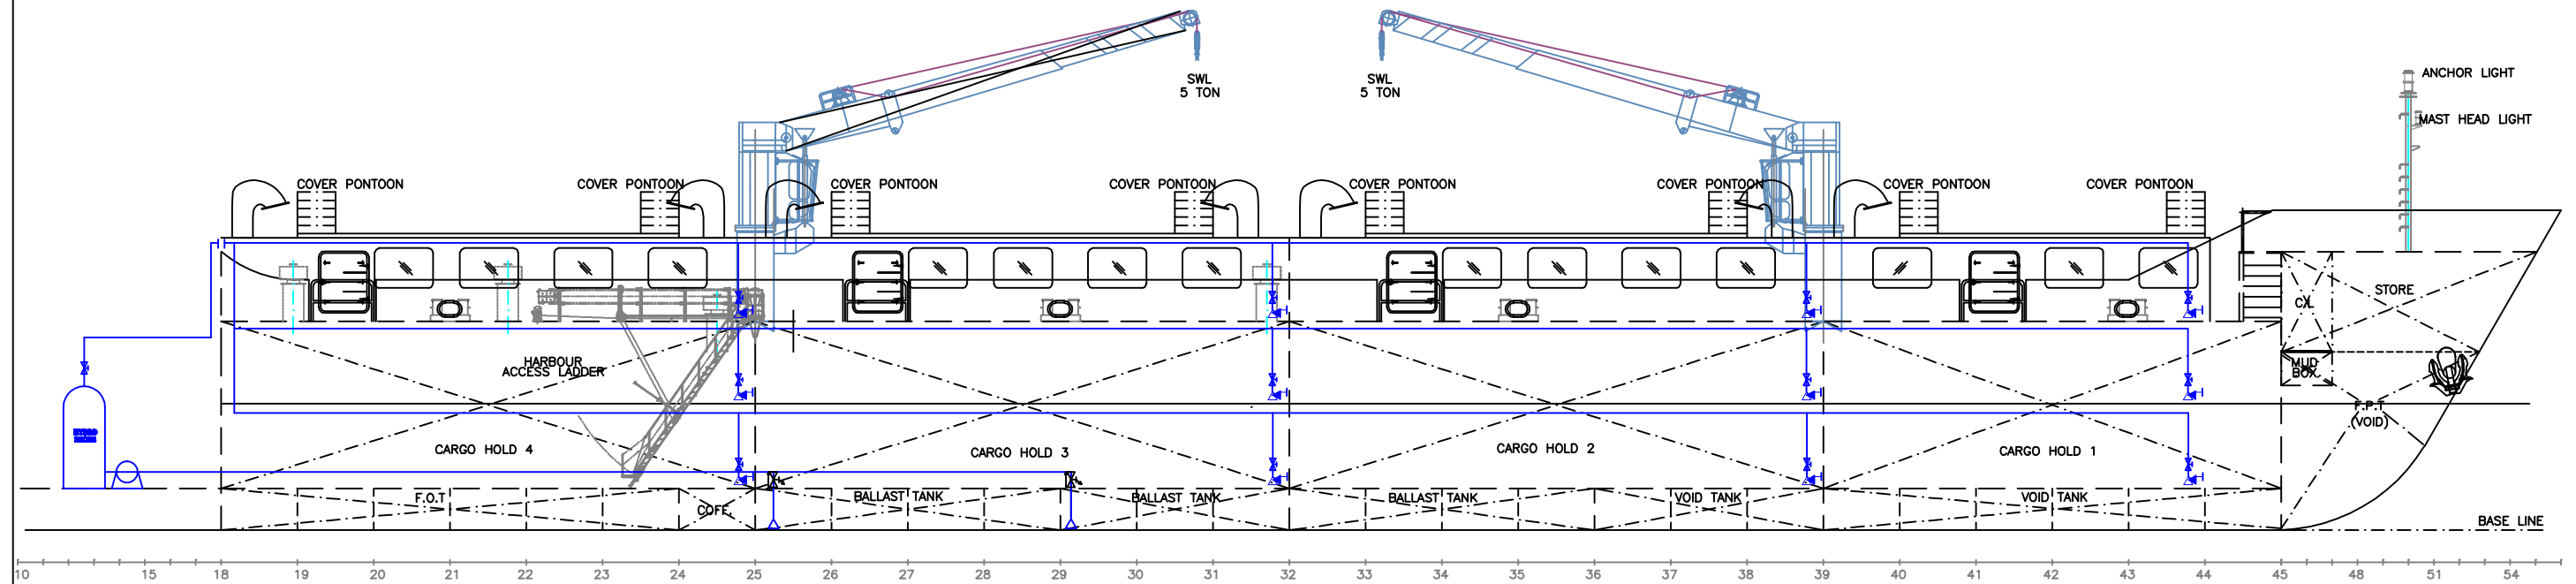 SWL
5 TON
SWL
5 TON
ANCHOR LIGHT
MAST HEAD LIGHT
COVER PONTOON
COVER PONTOON
COVER PONTOON
COVER PONTOON
COVER PONTOON
COVER PONTOON
COVER PONTOON
COVER PONTOON
STORE
C.L
HARBOUR
ACCESS LADDER
MUD
BOX
F.P.T
(VOID)
CARGO HOLD 4
CARGO HOLD 3
CARGO HOLD 2
CARGO HOLD 1
F.O.T
COFF.
BALLAST TANK
BALLAST TANK
BALLAST TANK
VOID TANK
VOID TANK
BASE LINE
10 15 18 19 20 21 22 23 24 25 26 27 28 29 30 31 32 33 34 35 36 37 38 39 40 41 42 43 44 45 48 51 54